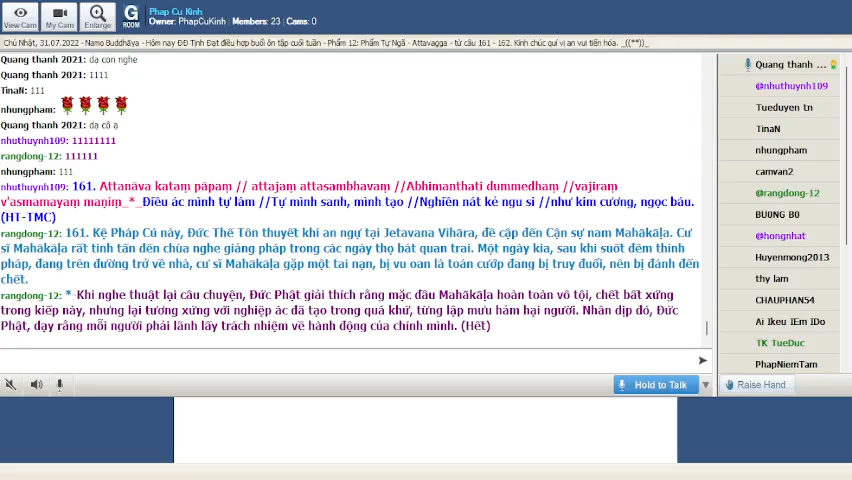 Phap Cu Kinh
Owner: PhapCuKinh | Members: 23 | Cams: 0
View Cam
My Cam
Enlarge
G ROOM
Chủ Nhật, 31.07.2022 - Namo Buddhāya - Hôm nay ĐĐ Tịnh Đạt điều hợp buổi ôn tập cuối tuần - Phẩm 12: Phẩm Tự Ngã - Attavagga - từ câu 161 - 162. Kính chúc quí vị an vui tiến hóa. _((**))_
Quang thanh 2021: dạ con nghe
Quang thanh 2021: 1111
TinaN: 111
nhungpham:
Quang thanh 2021: dạ cô ạ
nhuthuynh109: 11111111
rangdong-12: 111111
nhungpham: 111
nhuthuynh109: 161. Attanāva kataṃ pāpaṃ // attajaṃ attasambhavaṃ //Abhimanthati dummedhaṃ //vajiraṃ
v'asmamayaṃ maṇiṃ_*_Điều ác mình tự làm //Tự mình sanh, mình tạo //Nghiền nát kẻ ngu si //như kim cương, ngọc báu.
(HT-TMC)
rangdong-12: 161. Kệ Pháp Cú này, Đức Thế Tôn thuyết khi an ngự tại Jetavana Vihāra, đề cập đến Cận sự nam Mahākāḷa. Cư
sĩ Mahākāḷa rất tinh tấn đến chùa nghe giảng pháp trong các ngày thọ bát quan trai. Một ngày kia, sau khi suốt đêm thính
pháp, đang trên đường trở về nhà, cư sĩ Mahākāḷa gặp một tai nạn, bị vu oan là toán cướp đang bị truy đuổi, nên bị đánh đến
chết.
rangdong-12: *-Khi nghe thuật lại câu chuyện, Đức Phật giải thích rằng mặc dầu Mahākāḷa hoàn toàn vô tội, chết bất xứng
trong kiếp này, nhưng lại tương xứng với nghiệp ác đã tạo trong quá khứ, từng lập mưu hãm hại người. Nhân dịp đó, Đức
Phật, dạy rằng mỗi người phải lãnh lấy trách nhiệm về hành động của chính mình. (Hết)
Quang thanh ...
@nhuthuynh109
Tueduyen tn
TinaN
nhungpham
camvan2
@rangdong-12
BU0NG B0
@hongnhat
Huyenmong2013
thy lam
CHAUPHAN54
Ai Ikeu IEm IDo
TK TueDuc
PhapNiemTam
Hold to Talk
Raise Hand